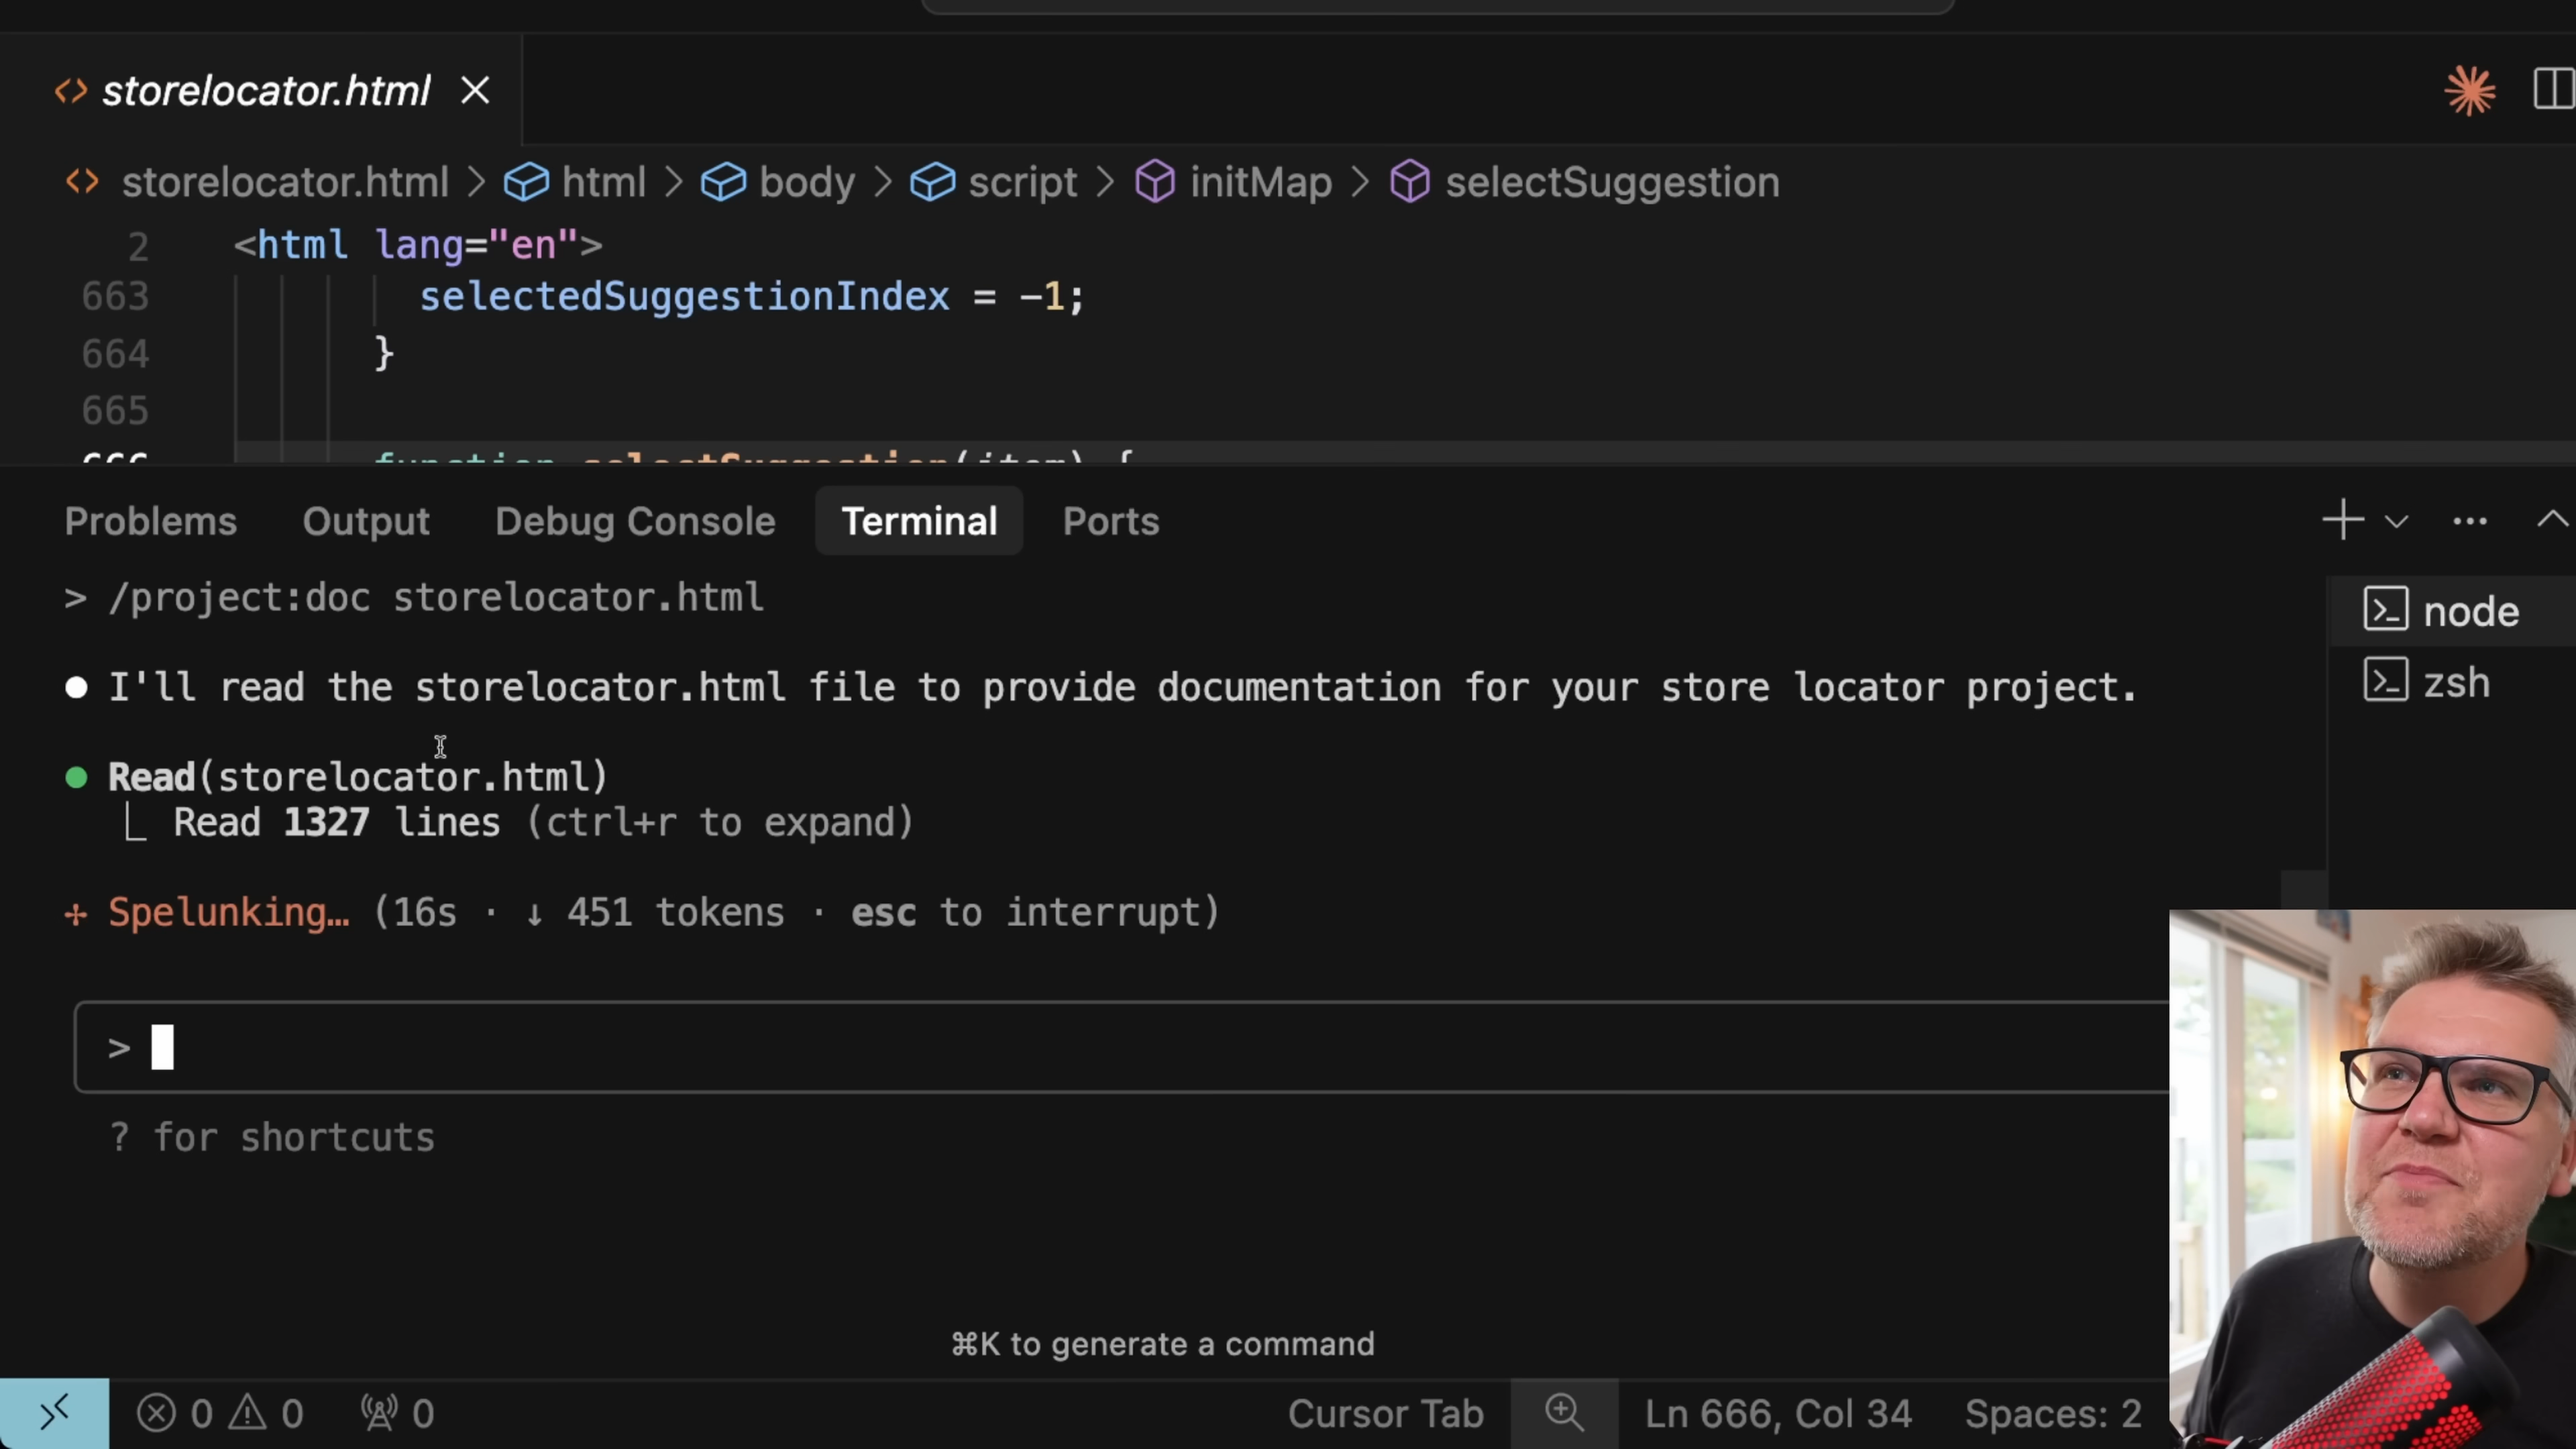 storelocator.html
storelocator.html > html > body > script > initMap > selectSuggestion
2 <html lang="en">
663 selectedSuggestionIndex = -1;
664 }
665
666 function selectSuggestion(item) {
Problems Output Debug Console Terminal Ports
> /project:doc storelocator.html
node
I'll read the storelocator.html file to provide documentation for your store locator project.
zsh
Read(storelocator.html)
Read 1327 lines (ctrl+r to expand)
Spelunking… (16s · ↓ 451 tokens · esc to interrupt)
>
? for shortcuts
⌘K to generate a command
0 0 0 Cursor Tab Ln 666, Col 34 Spaces: 2